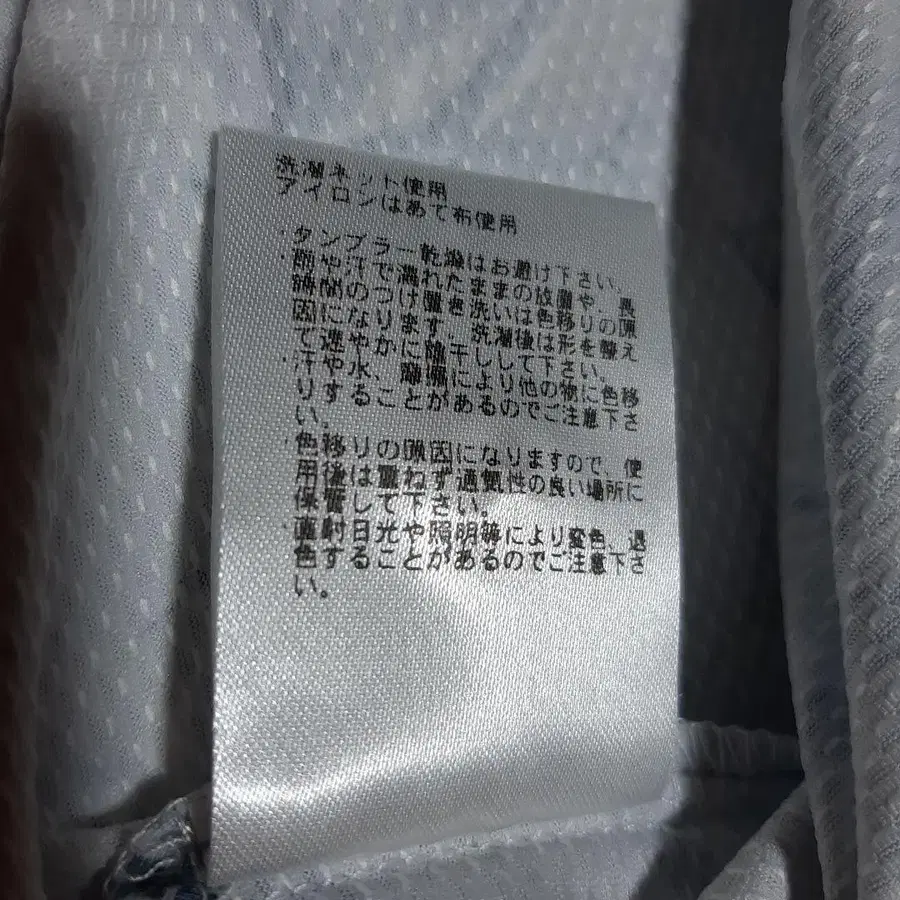 洗濯ネット使用
アイロンはあて布使用
・タンブラー乾燥はお避け下さい。
・雨や汗で濡れたままの放置や、長
時間のつけ置き洗いは色移りの原
因になります。洗濯後は形を整え
て速やかに陰干しして下さい。
・汗や水、摩擦により他の物に色移
りすることがあるのでご注意下さ
い。
・色移りの原因になりますので、使
用後は重ねず通気性の良い場所に
保管して下さい。
・直射日光や照明等により変色、退
色することがあるのでご注意下さ
い。